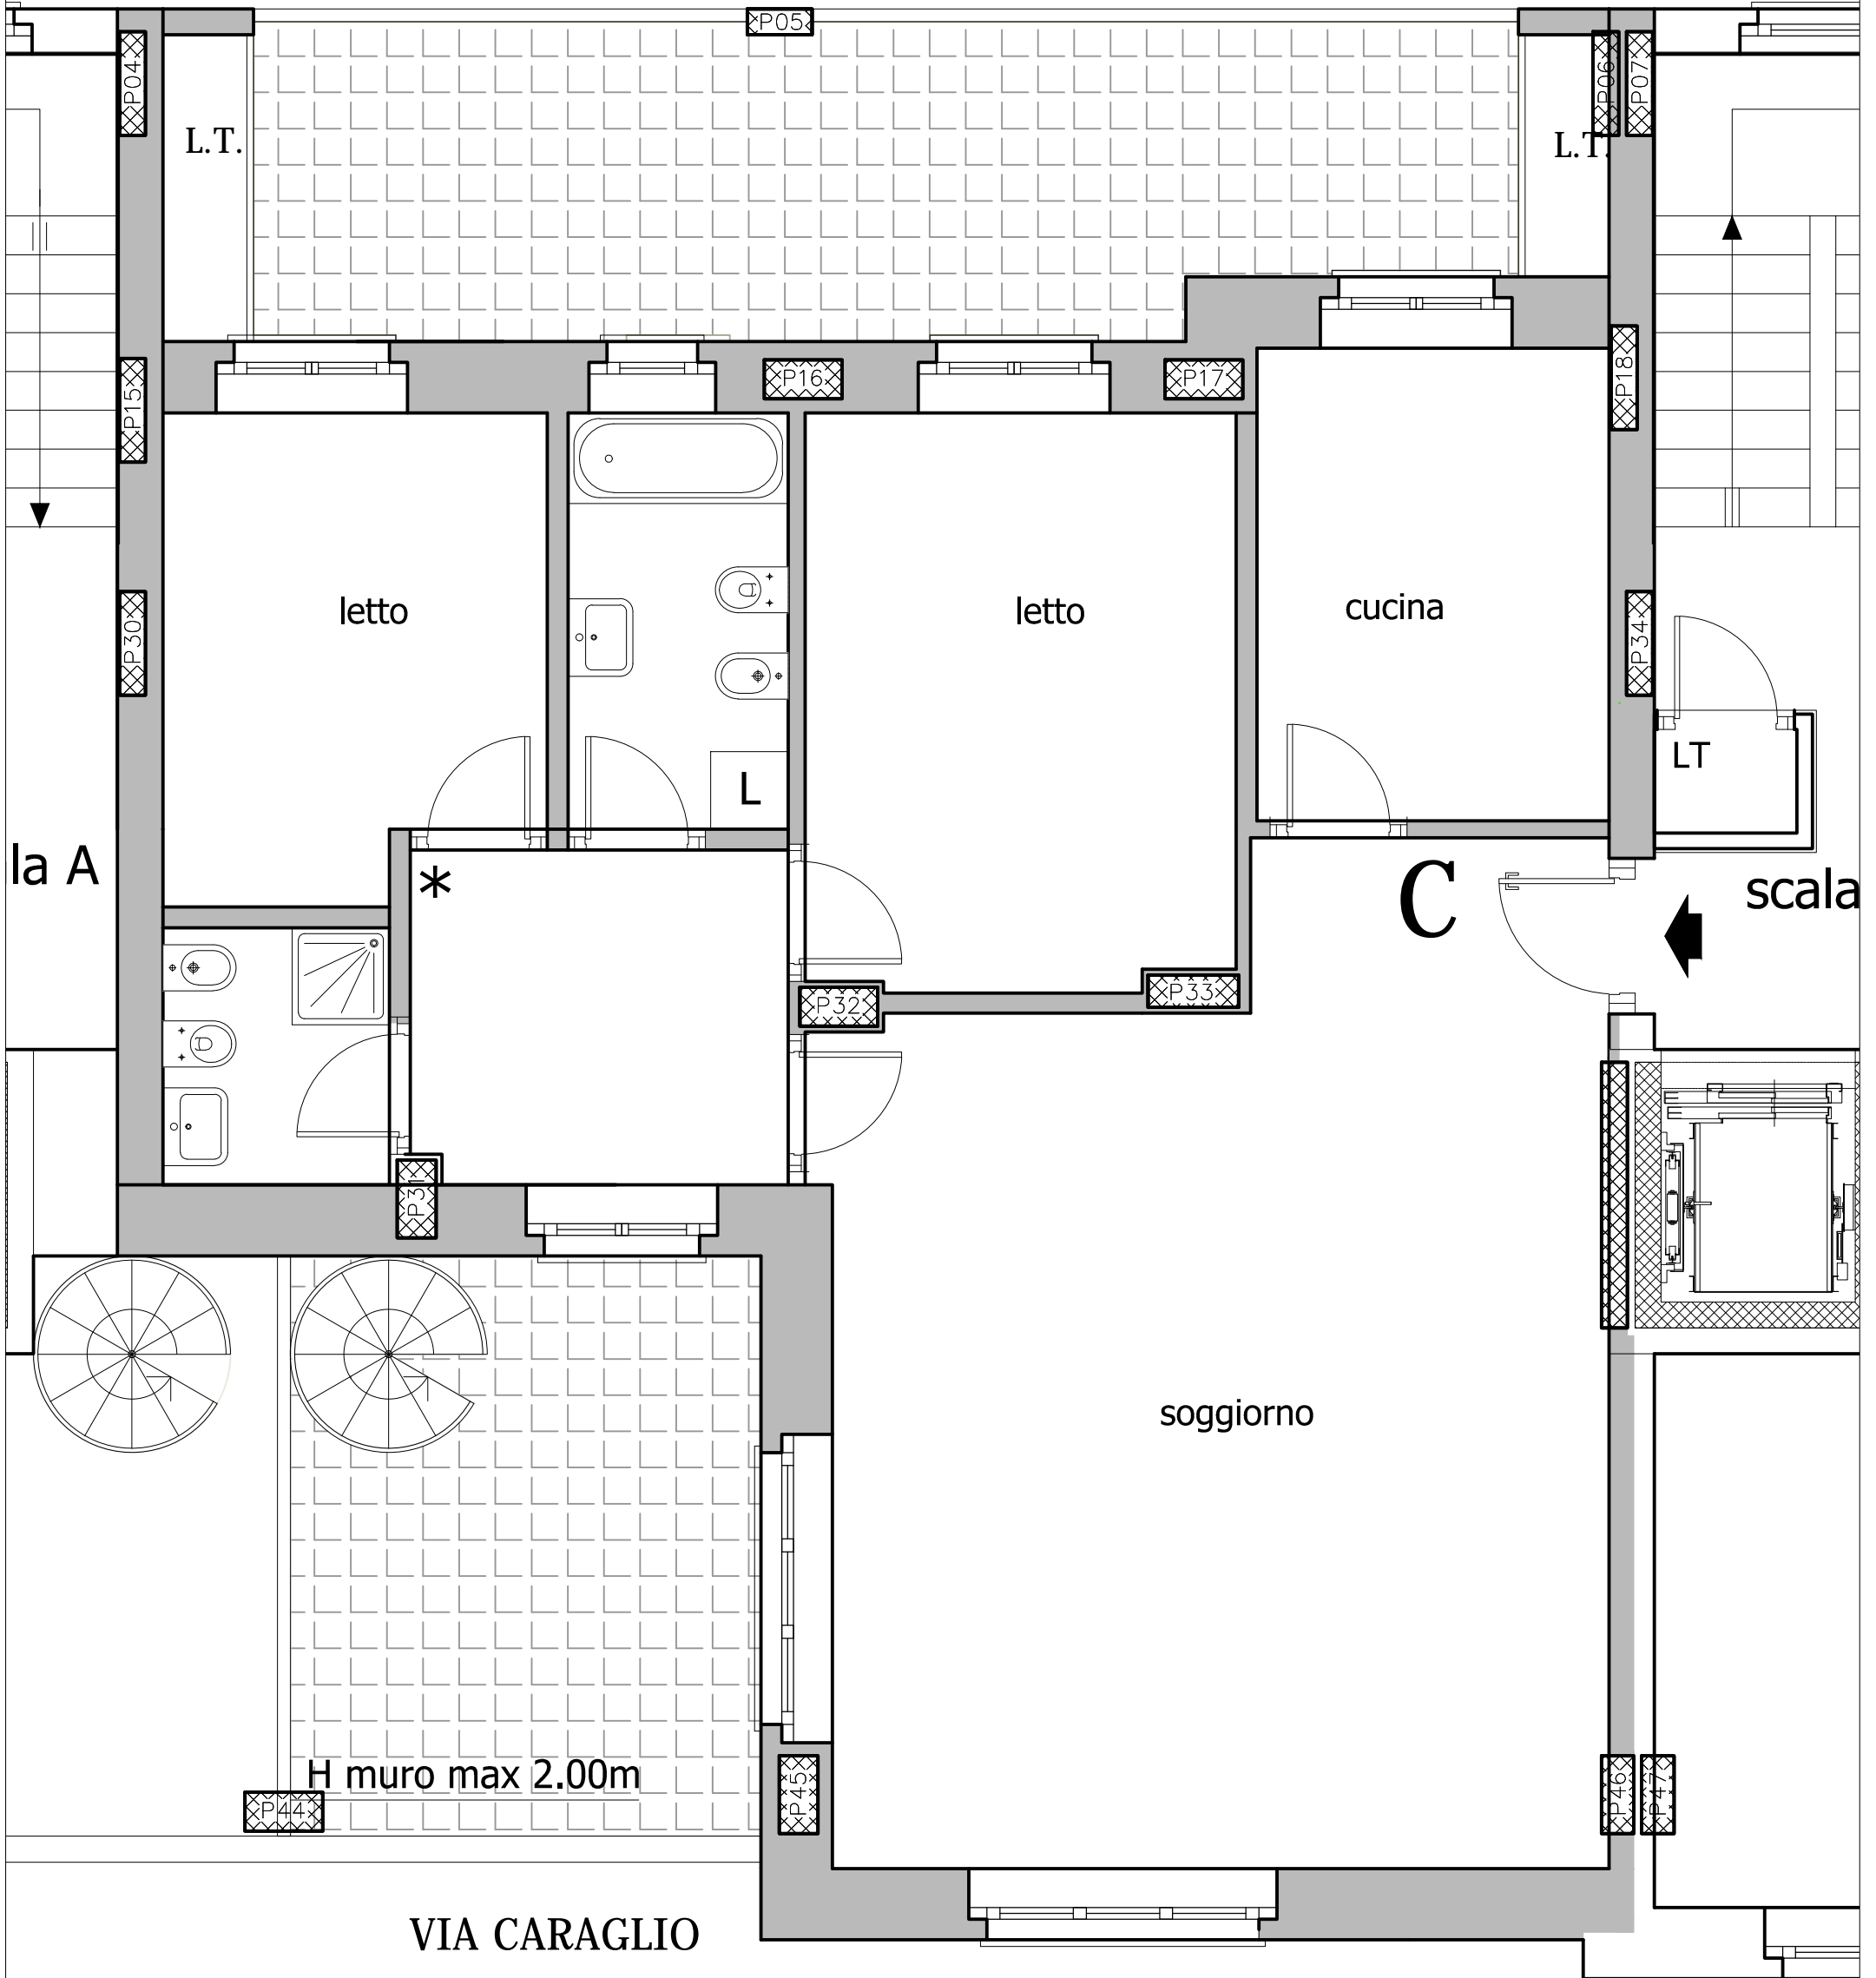 P05
P04
P06
P07
L.T.
L.T.
P15
P16
P17
P18
P30
letto
letto
cucina
P34
L
LT
la A
*
C
scala
P32
P33
P31
soggiorno
H muro max 2.00m
P44
P45
P46
P47
VIA CARAGLIO